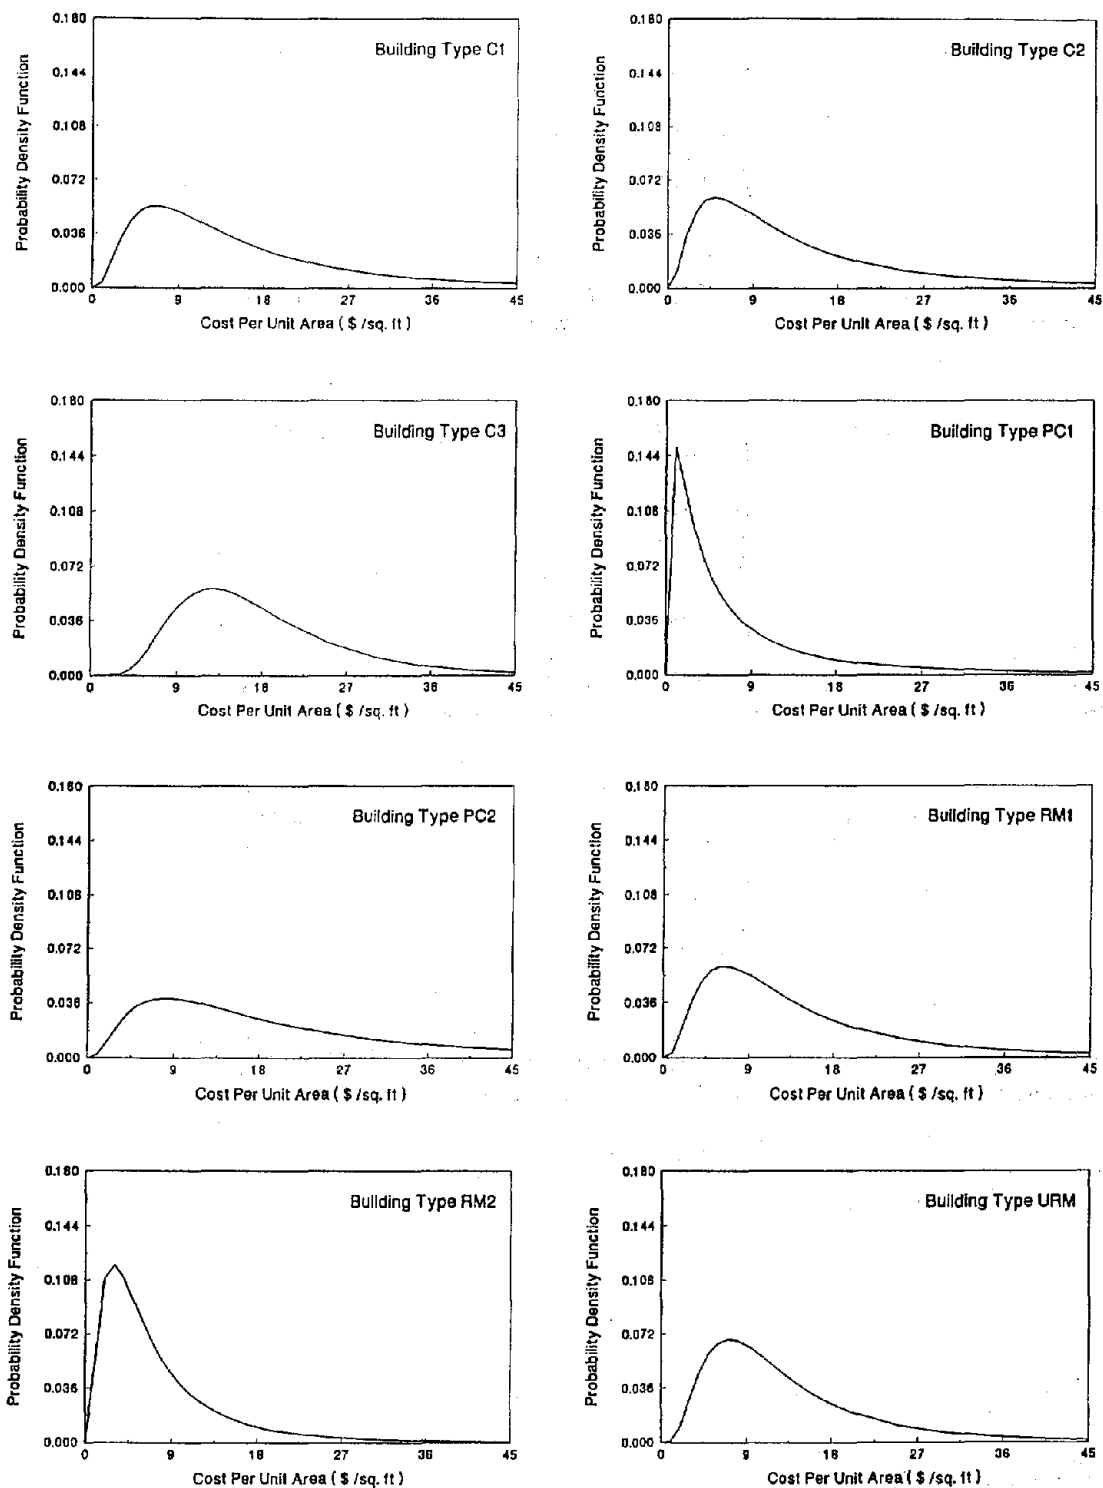 0.180
Building Type C1
0.144
0.108
0.072
0.036
0.000
0 9 18 27 36 45
Probability Density Function
Cost Per Unit Area ( $ /sq. ft )
0.180
Building Type C2
0.144
0.108
0.072
0.036
0.000
0 9 18 27 36 45
Probability Density Function
Cost Per Unit Area ( $ /sq. ft )
0.180
Building Type C3
0.144
0.108
0.072
0.036
0.000
0 9 18 27 36 45
Probability Density Function
Cost Per Unit Area ( $ /sq. ft )
0.180
Building Type PC1
0.144
0.108
0.072
0.036
0.000
0 9 18 27 36 45
Probability Density Function
Cost Per Unit Area ( $ /sq. ft )
0.180
Building Type PC2
0.144
0.108
0.072
0.036
0.000
0 9 18 27 36 45
Probability Density Function
Cost Per Unit Area ( $ /sq. ft )
0.180
Building Type RM1
0.144
0.108
0.072
0.036
0.000
0 9 18 27 36 45
Probability Density Function
Cost Per Unit Area ( $ /sq. ft )
0.180
Building Type RM2
0.144
0.108
0.072
0.036
0.000
0 9 18 27 36 45
Probability Density Function
Cost Per Unit Area ( $ /sq. ft )
0.180
Building Type URM
0.144
0.108
0.072
0.036
0.000
0 9 18 27 36 45
Probability Density Function
Cost Per Unit Area ( $ /sq. ft )